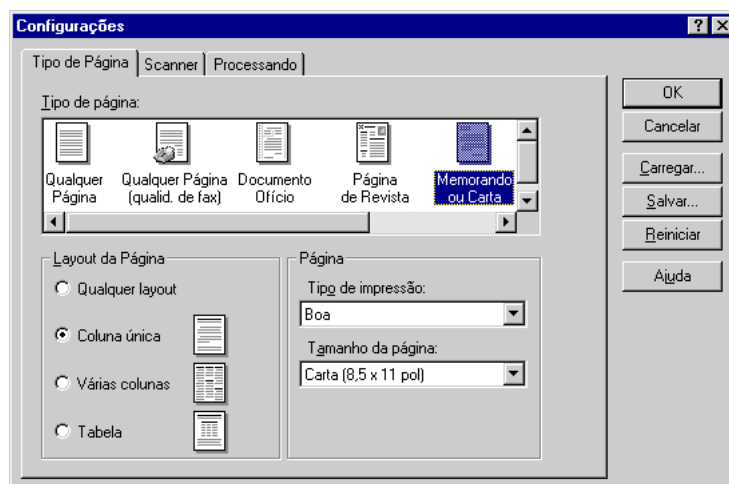 Configurações
Tipo de Página Scanner Processando
Tipo de página:
Qualquer Página
Qualquer Página (qualid. de fax)
Documento Ofício
Página de Revista
Memorando ou Carta
Layout da Página
Qualquer layout
Coluna única
Várias colunas
Tabela
Página
Tipo de impressão:
Boa
Tamanho da página:
Carta (8,5 x 11 pol)
OK
Cancelar
Carregar...
Salvar...
Reiniciar
Ajuda